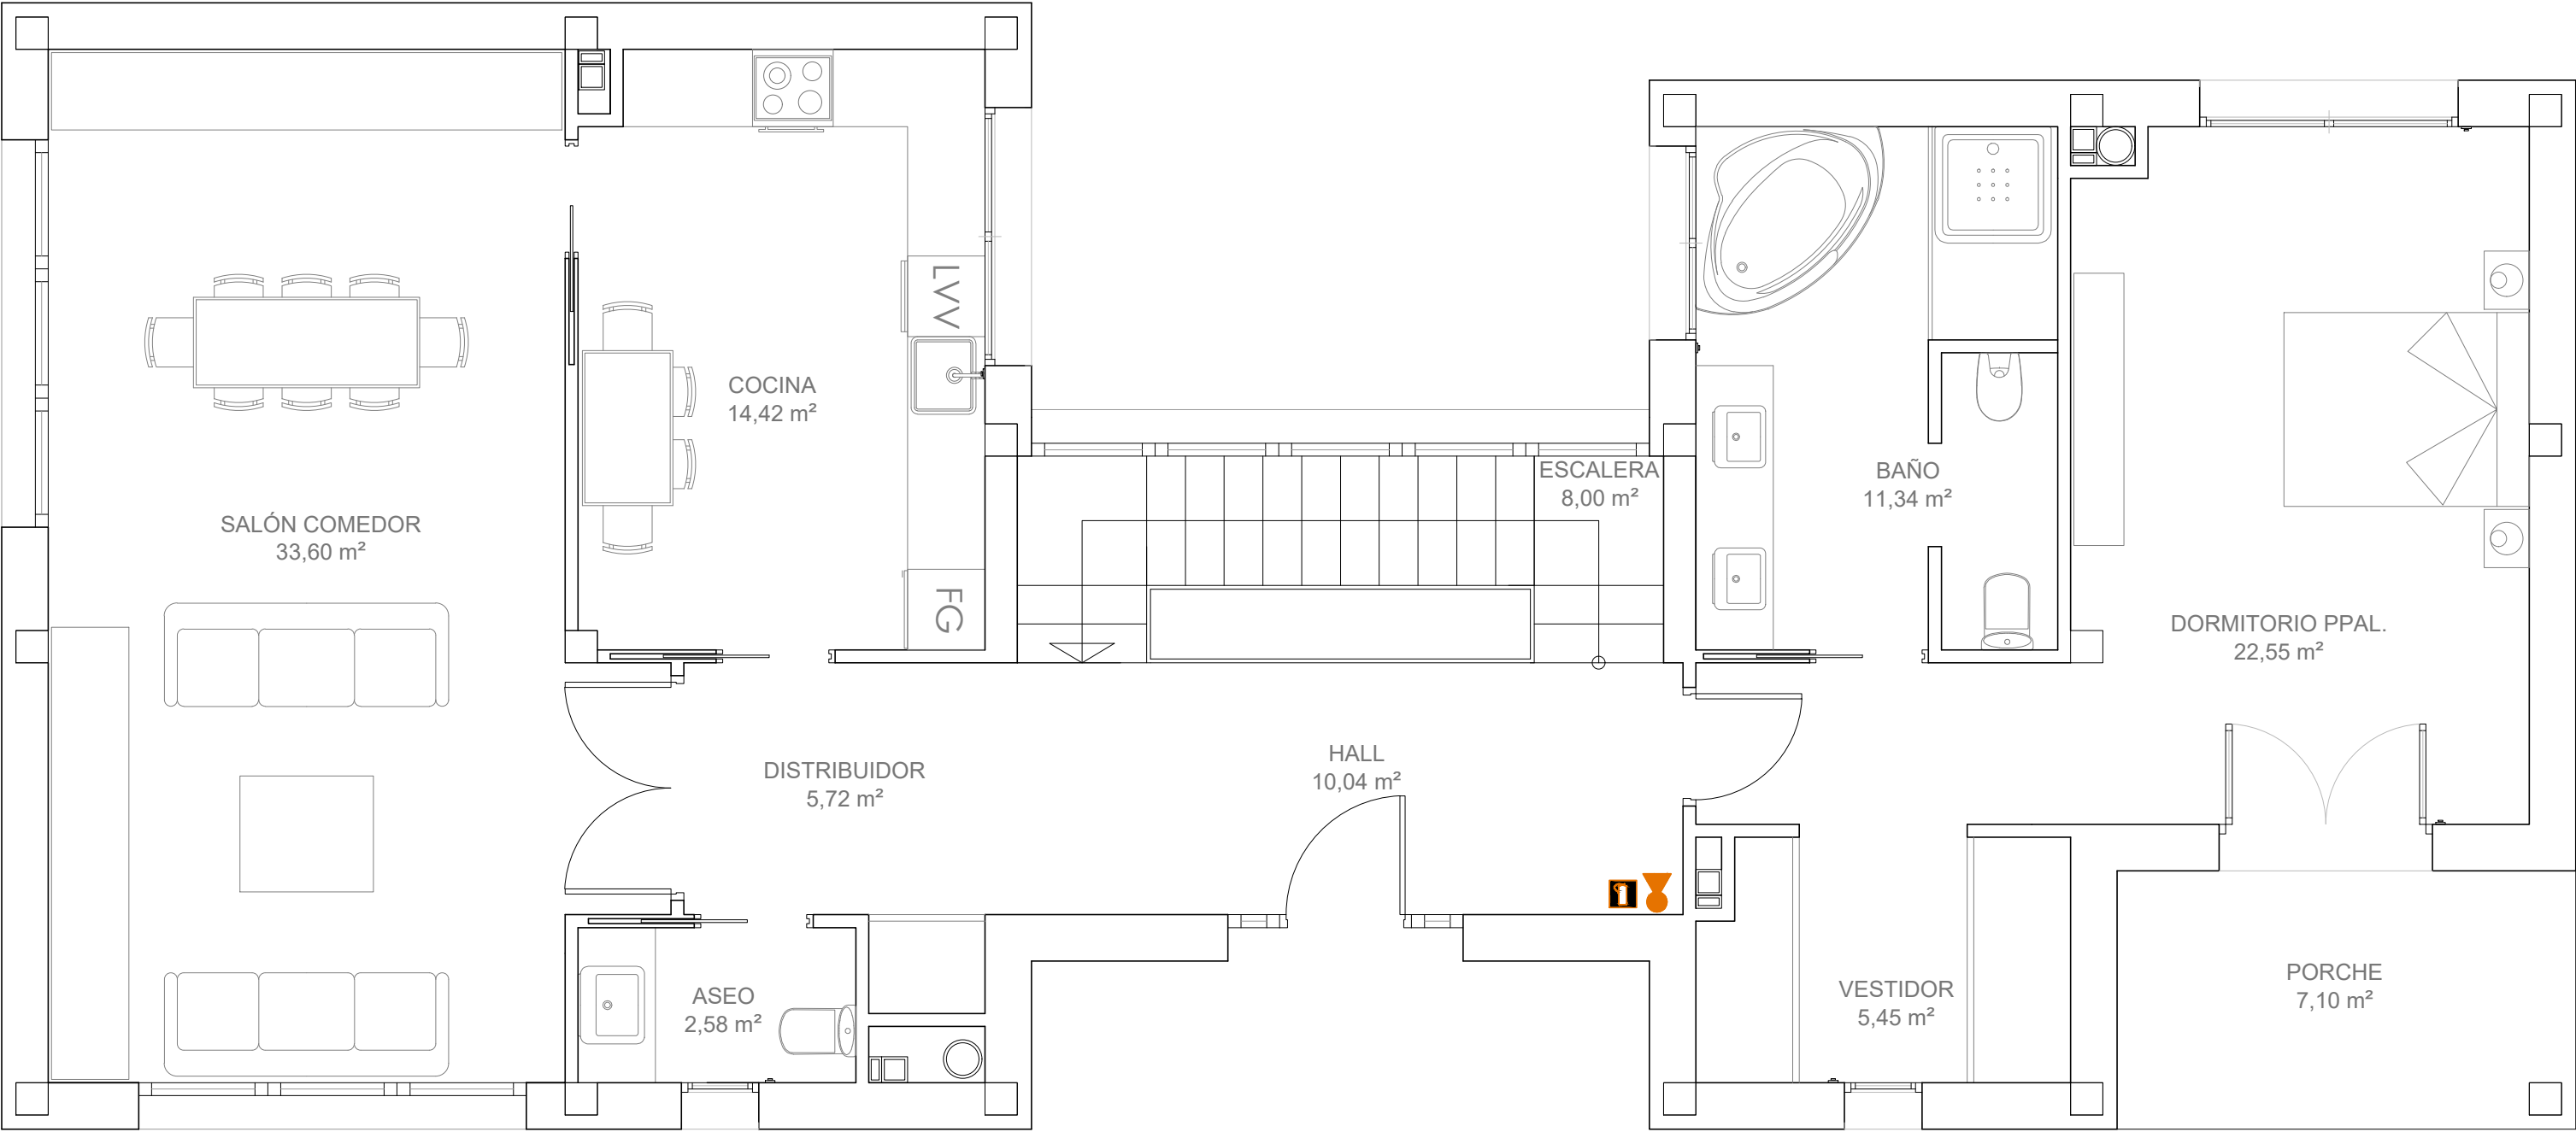 LVV
COCINA
14,42 m²
ESCALERA
8,00 m²
BAÑO
11,34 m²
SALÓN COMEDOR
33,60 m²
FG
DORMITORIO PPAL.
22,55 m²
DISTRIBUIDOR
5,72 m²
HALL
10,04 m²
ASEO
2,58 m²
VESTIDOR
5,45 m²
PORCHE
7,10 m²